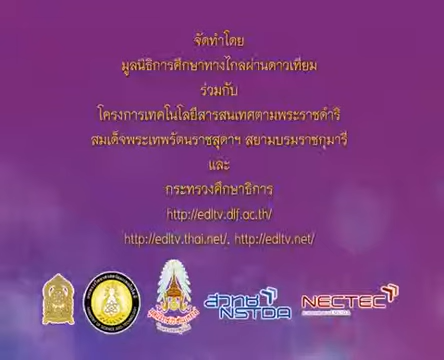 จัดทำโดย
มูลนิธิการศึกษาทางไกลผ่านดาวเทียม
ร่วมกับ
โครงการเทคโนโลยีสารสนเทศตามพระราชดำริ
สมเด็จพระเทพรัตนราชสุดาฯ สยามบรมราชกุมารี
และ
กระทรวงศึกษาธิการ
http://edltv.dlf.ac.th/
http://edltv.thai.net/, http://edltv.net/
สวทช NECTEC
NSTDA